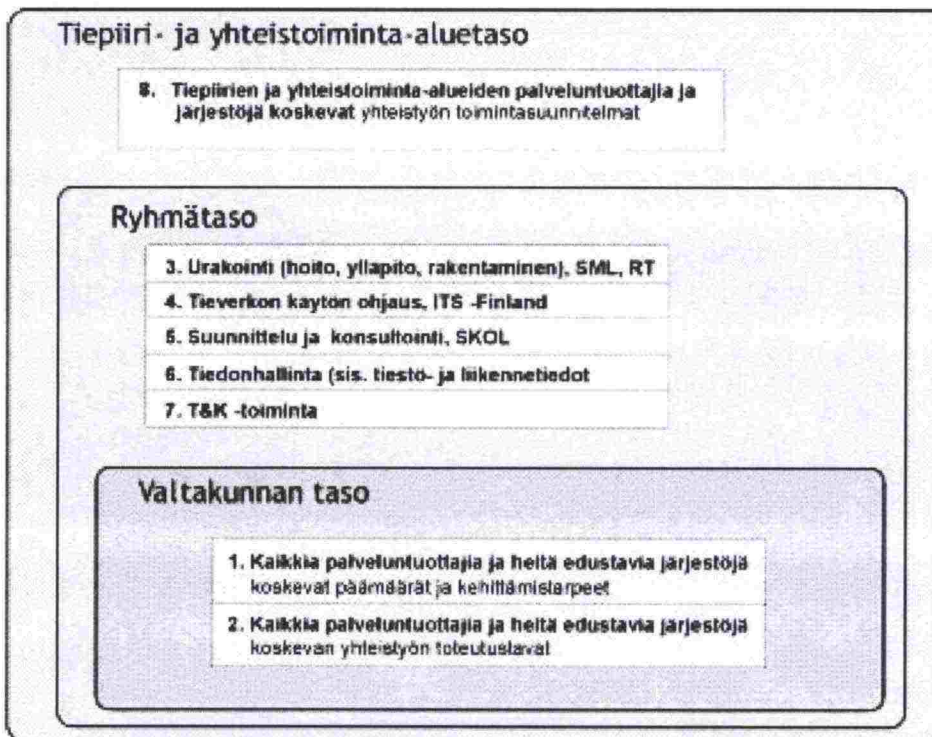 Tiepiiri- ja yhteistoiminta-aluetaso
8. Tiepiirien ja yhteistoiminta-alueiden palveluntuottajia ja
järjestöjä koskevat yhteistyön toimintasuunnitelmat
Ryhmätaso
3. Urakointi (hoito, ylläpito, rakentaminen), SML, RT
4. Tieverkon käytön ohjaus, ITS -Finland
5. Suunnittelu ja konsultointi, SKOL
6. Tiedonhallinta (sis. tiestö- ja liikennetiedot
7. T&K -toiminta
Valtakunnan taso
1. Kaikkia palveluntuottajia ja heitä edustavia järjestöjä
koskevat päämäärät ja kehittämistarpeet
2. Kaikkia palveluntuottajia ja heitä edustavia järjestöjä
koskevan yhteistyön toteutustavat